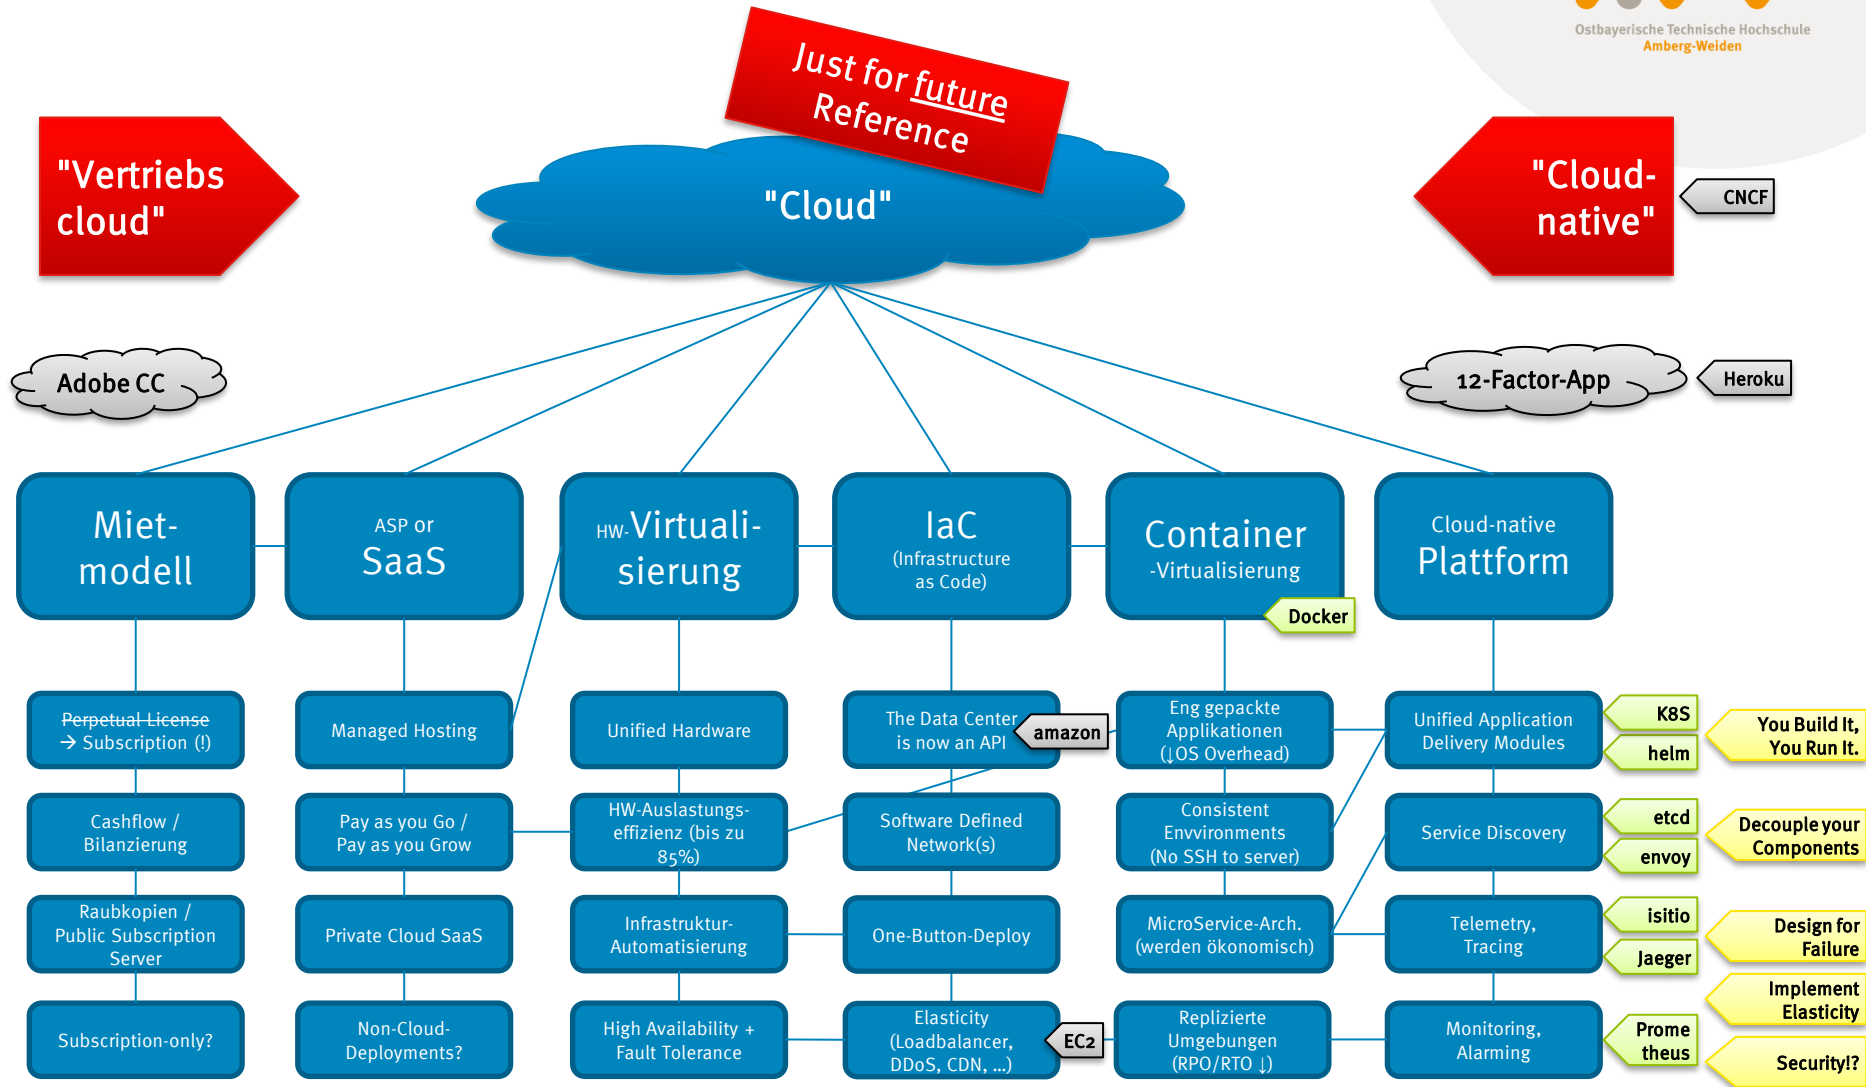 Ostbayerische Technische Hochschule
Amberg-Weiden
Just for future
Reference
"Vertriebs
cloud"
"Cloud"
"Cloud-
native"
CNCF
Adobe CC
12-Factor-App
Heroku
Miet-
modell
ASP or
SaaS
HW-Virtuali-
sierung
IaC
(Infrastructure
as Code)
Container
-Virtualisierung
Docker
Cloud-native
Plattform
Perpetual License
→ Subscription (!)
Managed Hosting
Unified Hardware
The Data Center
is now an API
amazon
Eng gepackte
Applikationen
(↓OS Overhead)
Unified Application
Delivery Modules
K8S
helm
You Build It,
You Run It.
Cashflow /
Bilanzierung
Pay as you Go /
Pay as you Grow
HW-Auslastungs-
effizienz (bis zu
85%)
Software Defined
Network(s)
Consistent
Envvironments
(No SSH to server)
Service Discovery
etcd
envoy
Decouple your
Components
Raubkopien /
Public Subscription
Server
Private Cloud SaaS
Infrastruktur-
Automatisierung
One-Button-Deploy
MicroService-Arch.
(werden ökonomisch)
Telemetry,
Tracing
isitio
Jaeger
Design for
Failure
Subscription-only?
Non-Cloud-
Deployments?
High Availability +
Fault Tolerance
Elasticity
(Loadbalancer,
DDoS, CDN, ...)
EC2
Replizierte
Umgebungen
(RPO/RTO ↓)
Monitoring,
Alarming
Prome
theus
Implement
Elasticity
Security!?